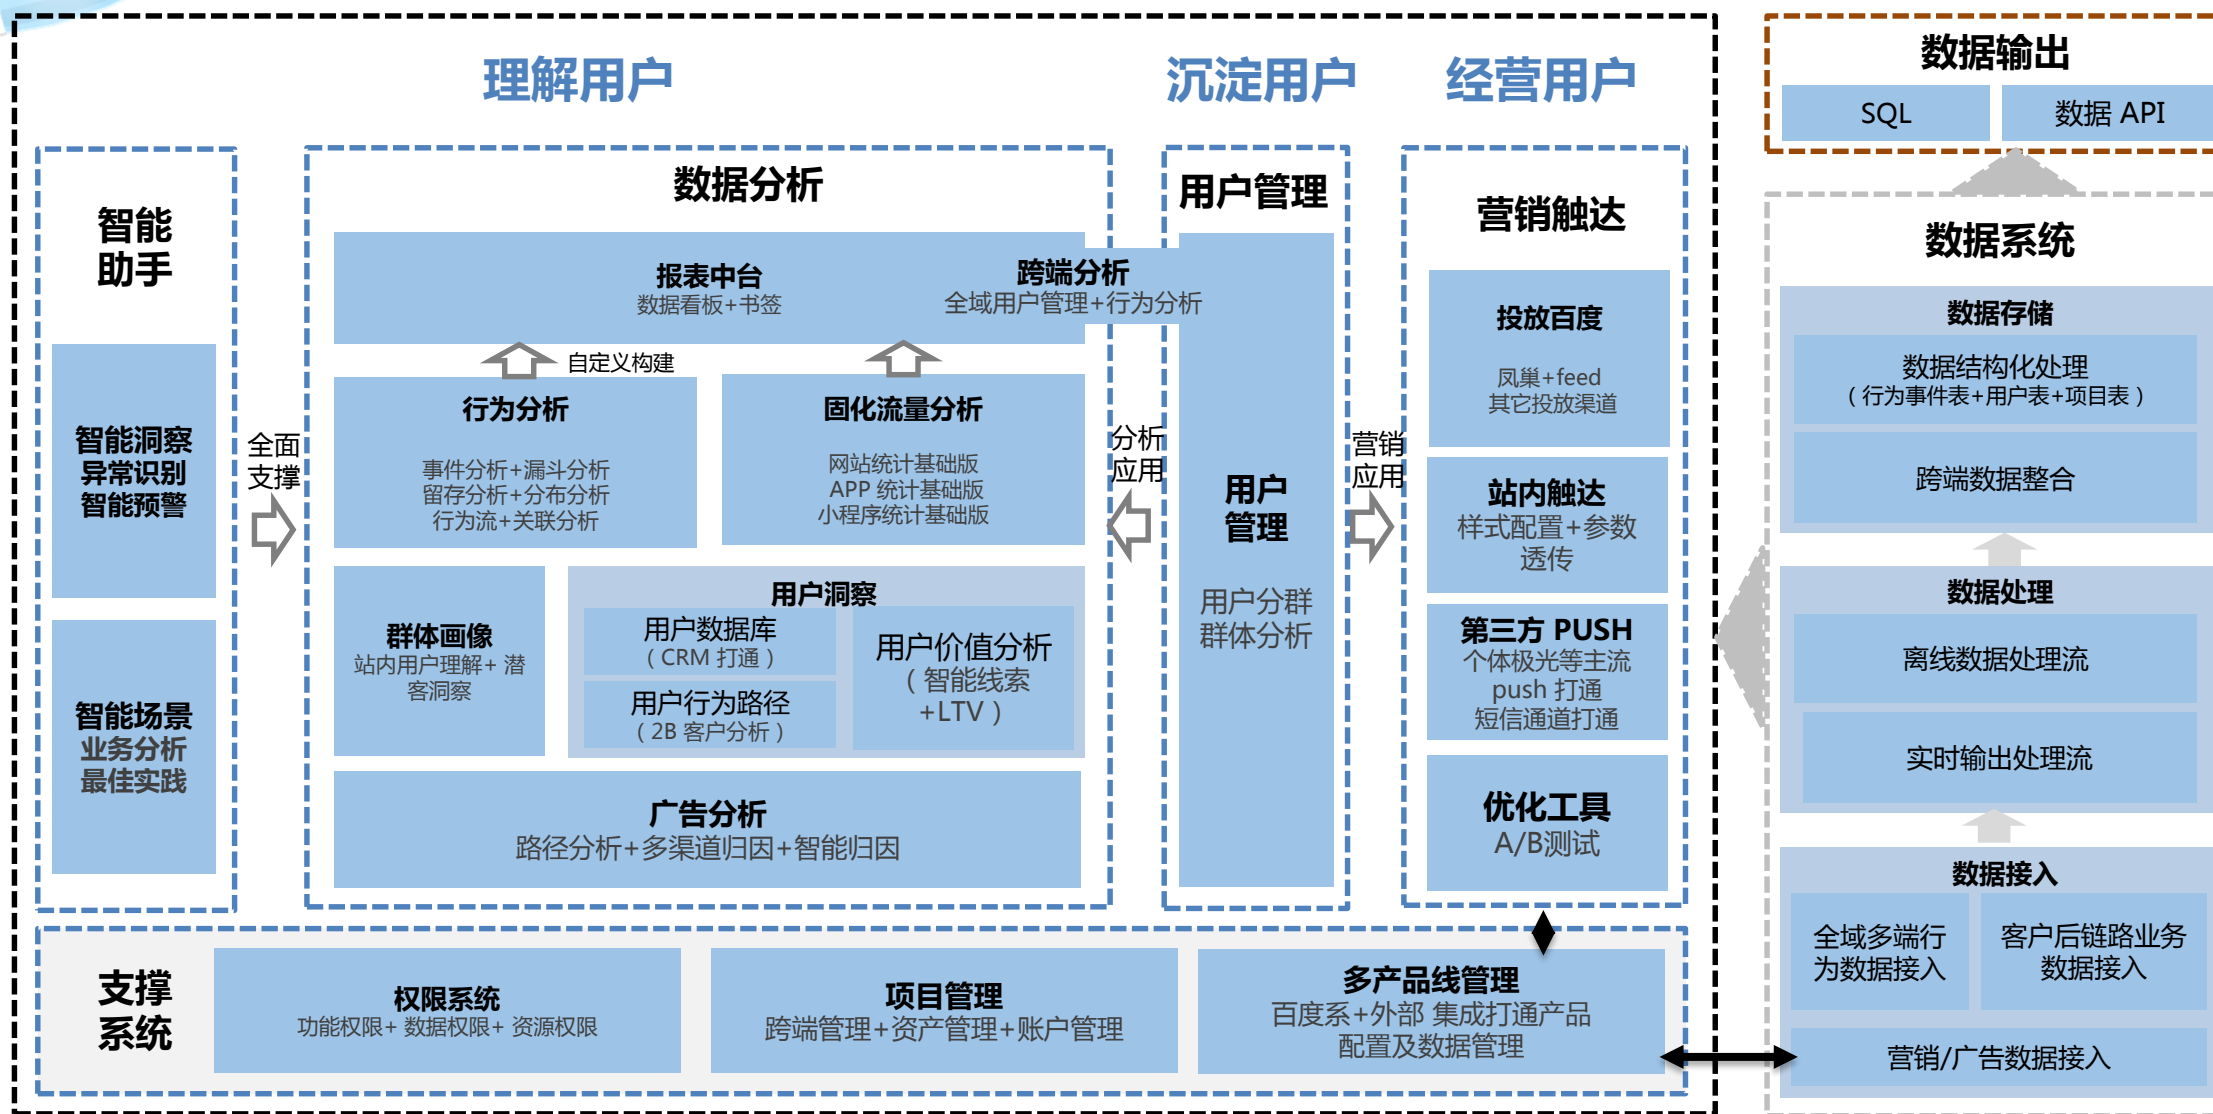 理解用户
沉淀用户
经营用户
智能
助手
智能洞察
异常识别
智能预警
智能场景
业务分析
最佳实践
全面
支撑
数据分析
报表中台
数据看板+书签
跨端分析
全域用户管理+行为分析
自定义构建
行为分析
事件分析+漏斗分析
留存分析+分布分析
行为流+关联分析
固化流量分析
网站统计基础版
APP 统计基础版
小程序统计基础版
群体画像
站内用户理解+ 潜
客洞察
用户洞察
用户数据库
（ CRM 打通 ）
用户行为路径
（ 2B 客户分析 ）
用户价值分析
（ 智能线索
+LTV ）
广告分析
路径分析+多渠道归因+智能归因
分析
应用
用户管理
用户
管理
用户分群
群体分析
营销
应用
营销触达
投放百度
凤巢+feed
其它投放渠道
站内触达
样式配置+参数
透传
第三方 PUSH
个体极光等主流
push 打通
短信通道打通
优化工具
A/B测试
支撑
系统
权限系统
功能权限+ 数据权限+ 资源权限
项目管理
跨端管理+资产管理+账户管理
多产品线管理
百度系+外部 集成打通产品
配置及数据管理
数据输出
SQL
数据 API
数据系统
数据存储
数据结构化处理
（ 行为事件表+用户表+项目表 ）
跨端数据整合
数据处理
离线数据处理流
实时输出处理流
数据接入
全域多端行
为数据接入
客户后链路业务
数据接入
营销/广告数据接入